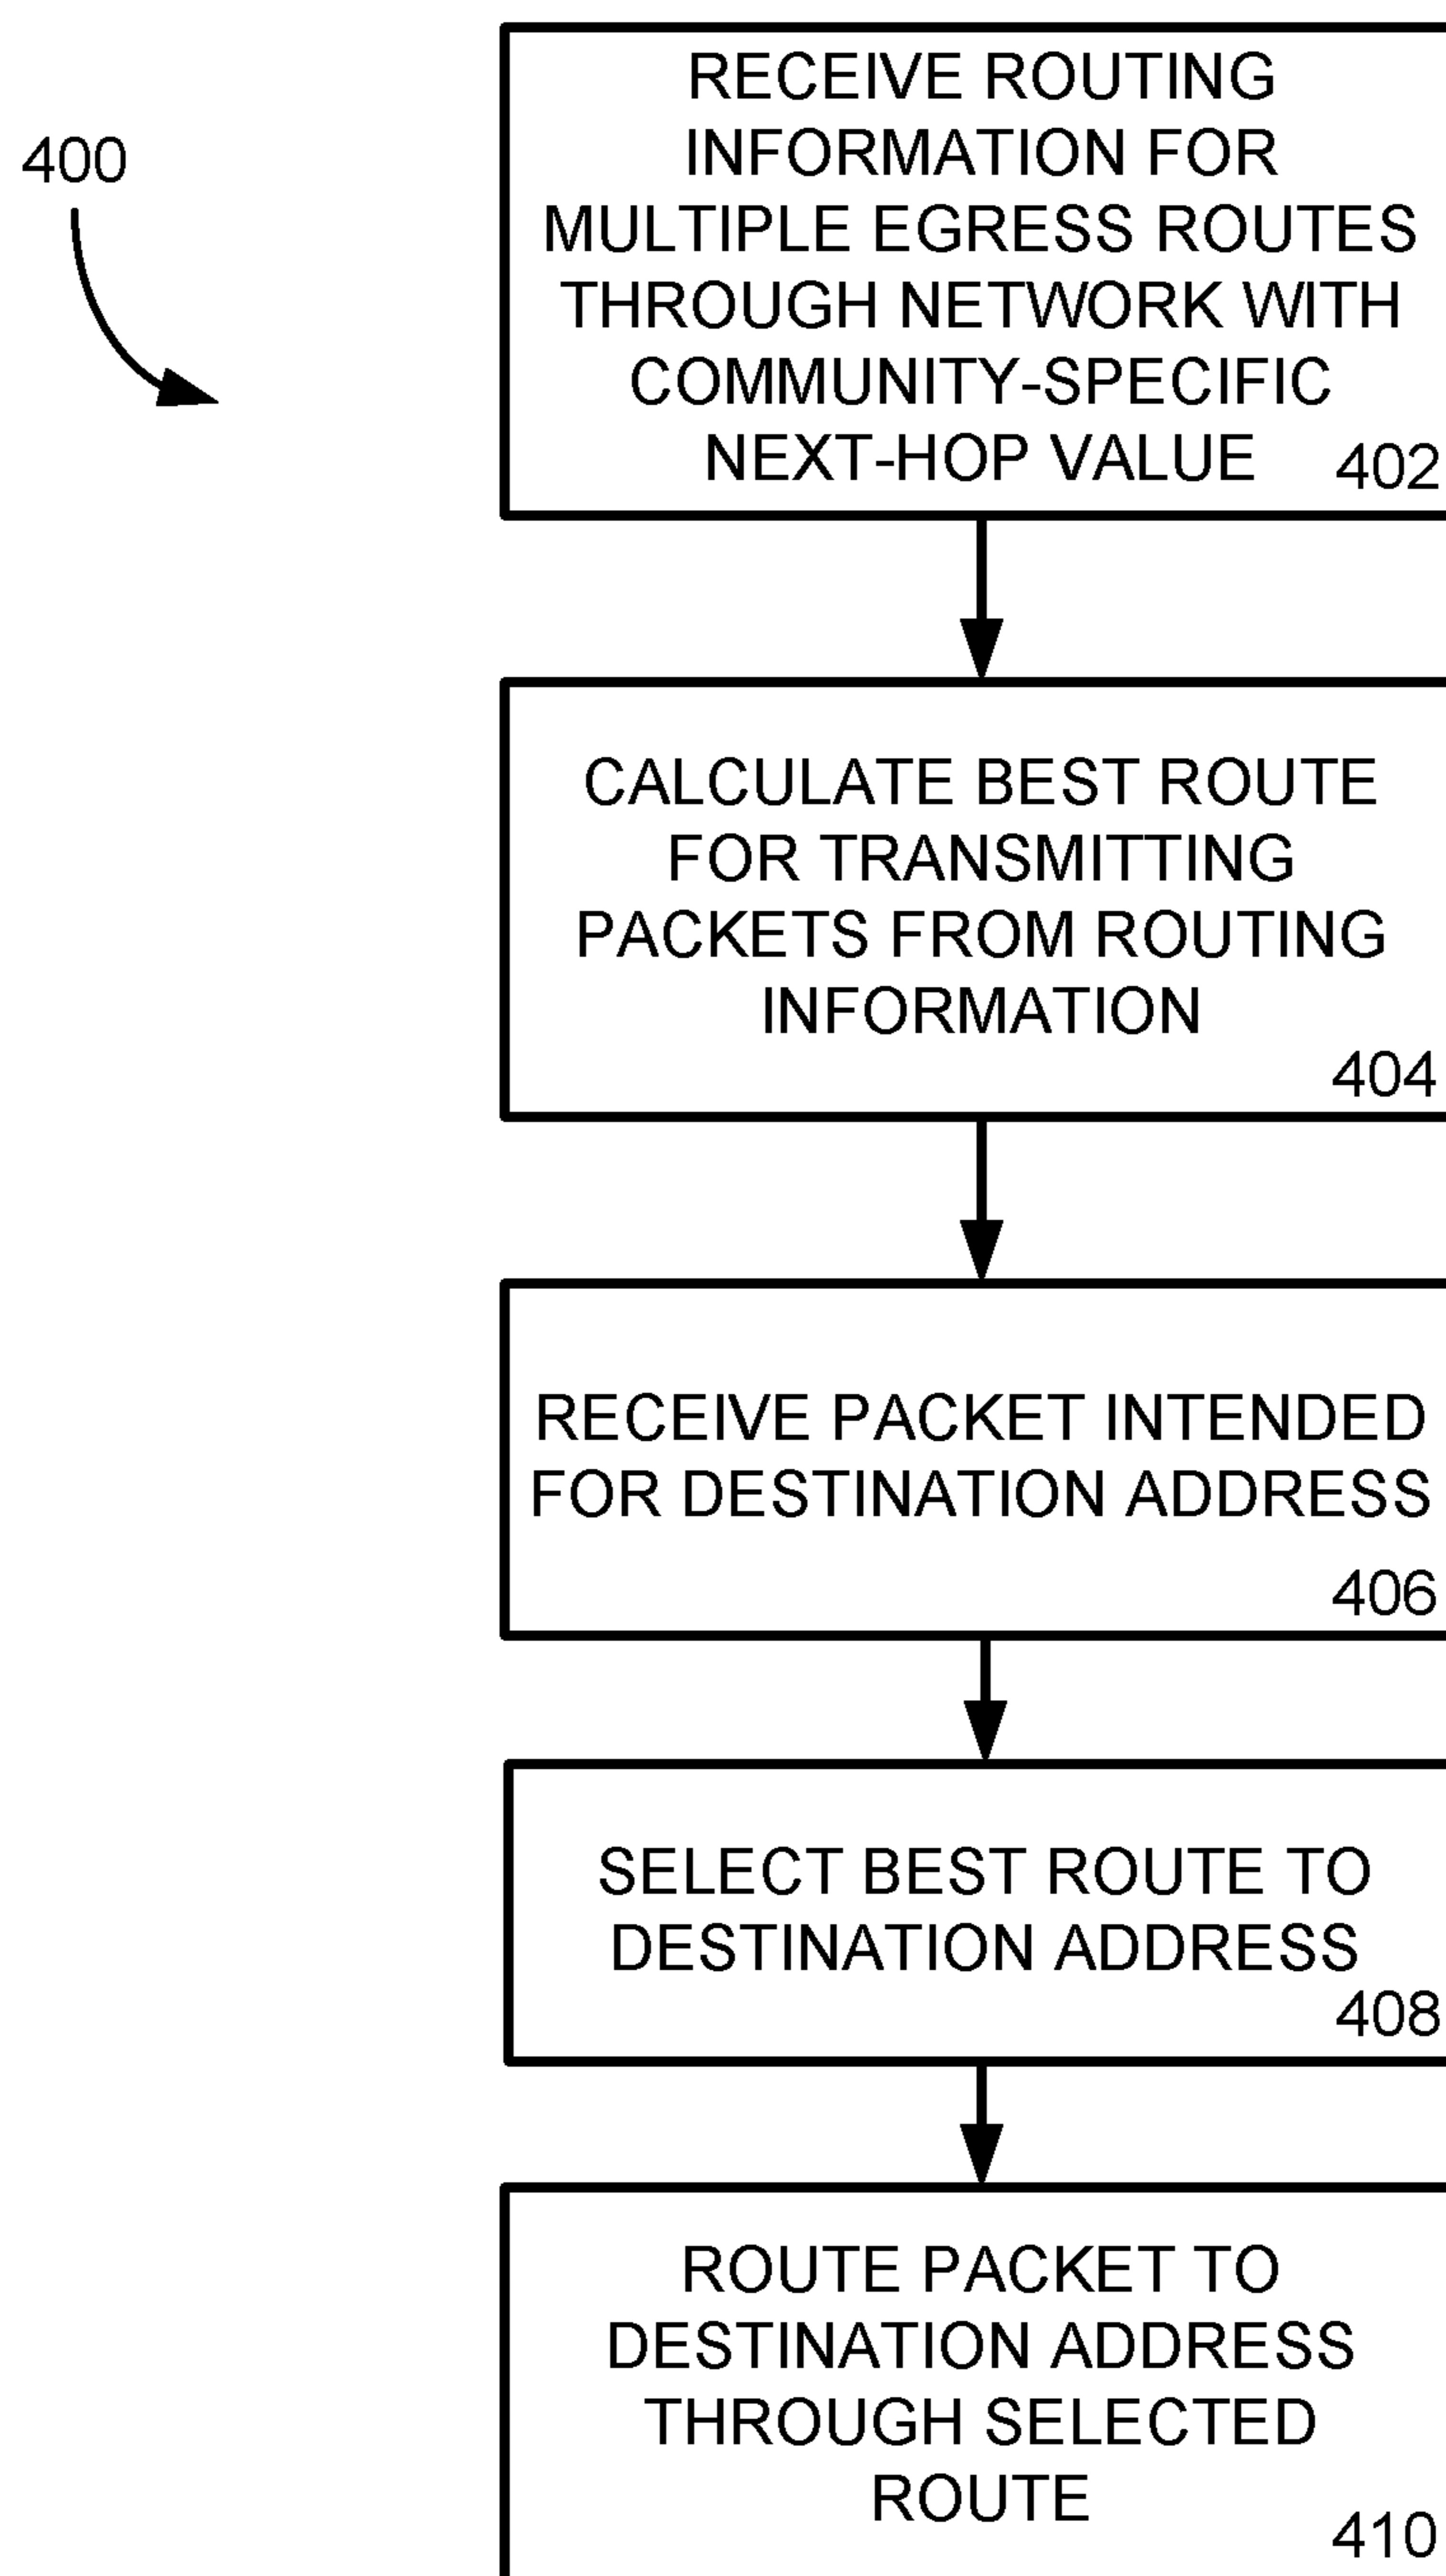 400
RECEIVE ROUTING
INFORMATION FOR
MULTIPLE EGRESS ROUTES
THROUGH NETWORK WITH
COMMUNITY-SPECIFIC
NEXT-HOP VALUE
402
CALCULATE BEST ROUTE
FOR TRANSMITTING
PACKETS FROM ROUTING
INFORMATION
404
RECEIVE PACKET INTENDED
FOR DESTINATION ADDRESS
406
SELECT BEST ROUTE TO
DESTINATION ADDRESS
408
ROUTE PACKET TO
DESTINATION ADDRESS
THROUGH SELECTED
ROUTE
410